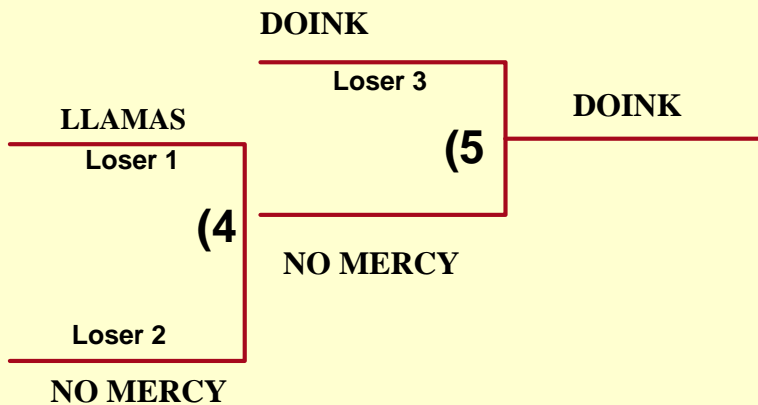 DOINK
Loser 3
DOINK
LLAMAS
Loser 1
(5
(4
NO MERCY
Loser 2
NO MERCY